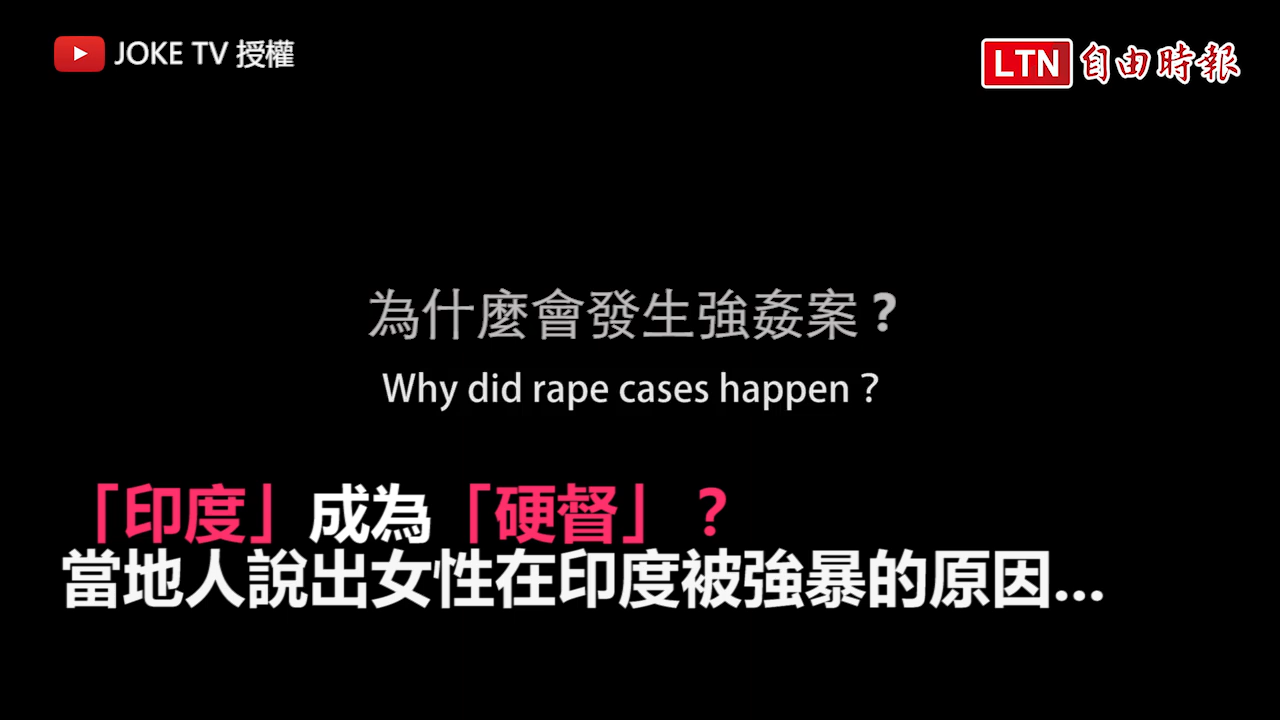 JOKE TV 授權
LTN 自由時報
為什麼會發生強姦案?
Why did rape cases happen?
「印度」成為「硬督」?
當地人說出女性在印度被強暴的原因...